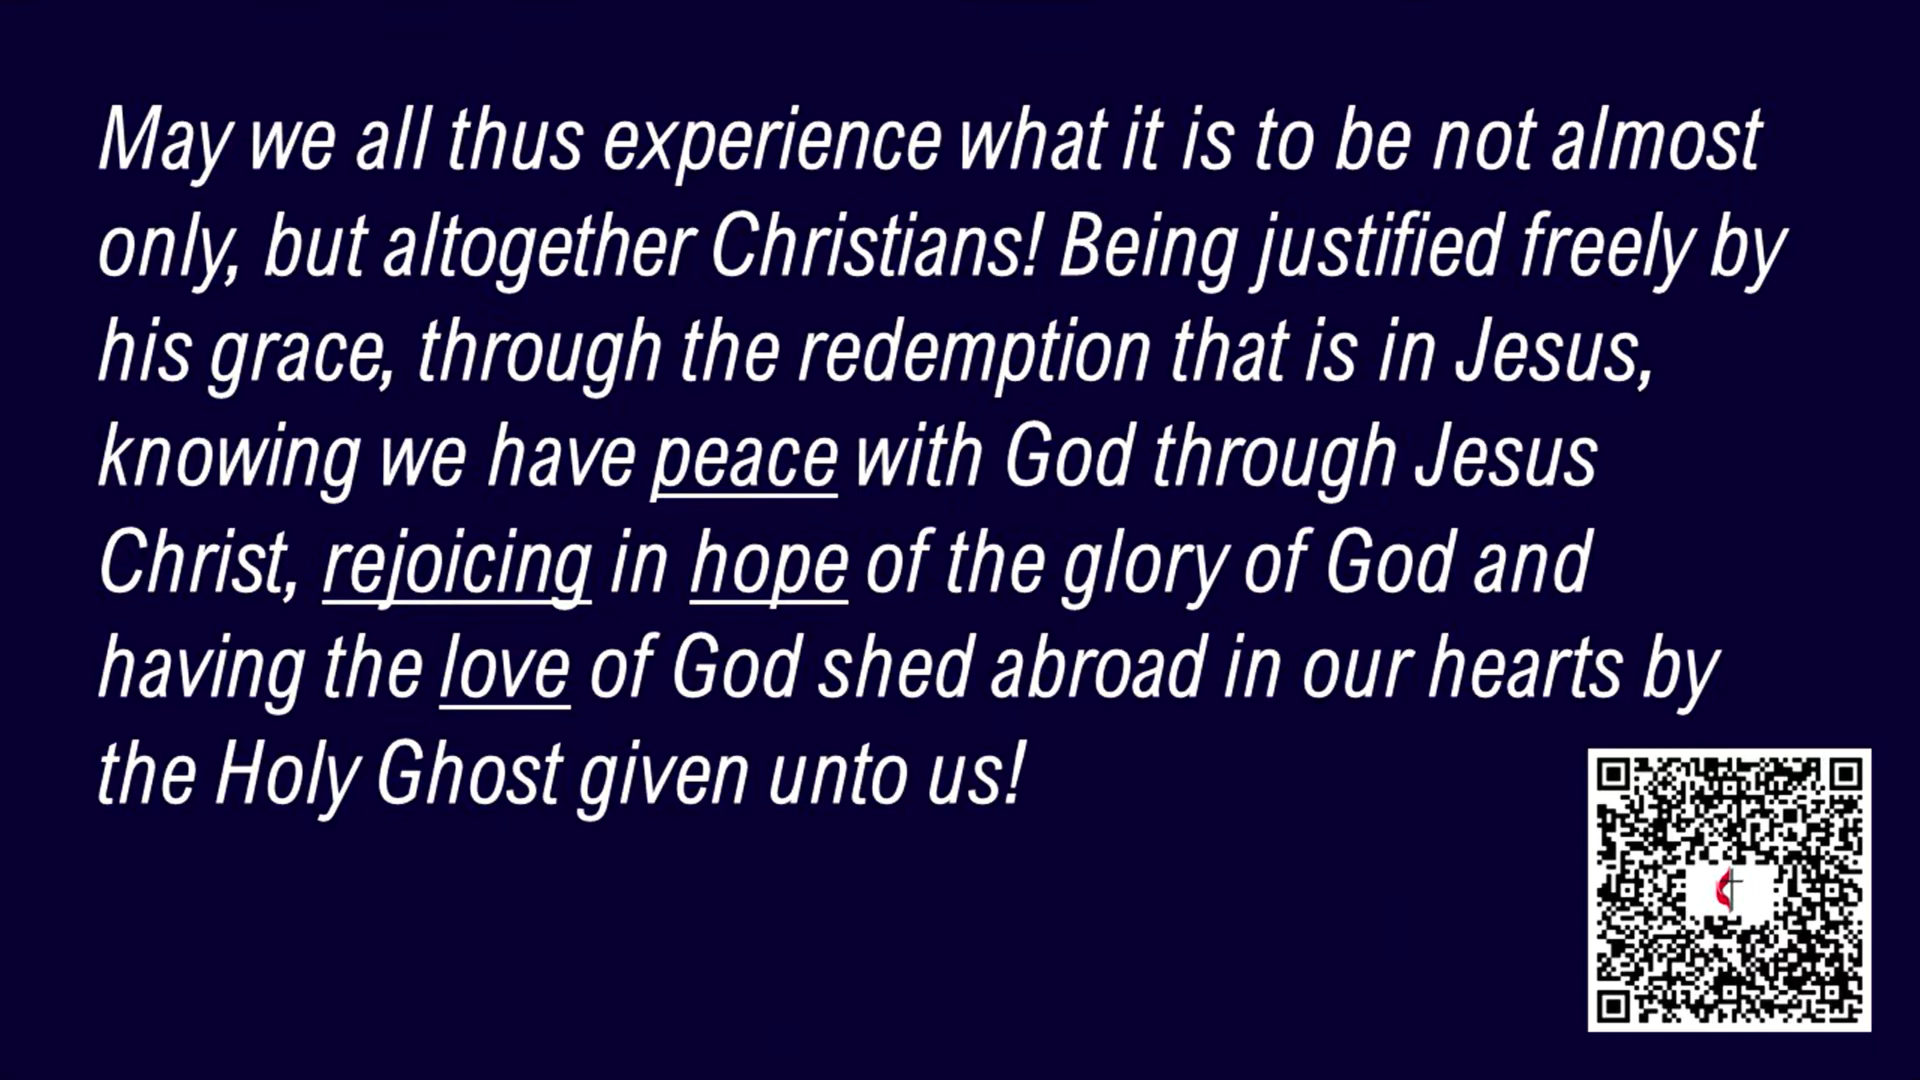 May we all thus experience what it is to be not almost
only, but altogether Christians! Being justified freely by
his grace, through the redemption that is in Jesus,
knowing we have peace with God through Jesus
Christ, rejoicing in hope of the glory of God and
having the love of God shed abroad in our hearts by
the Holy Ghost given unto us!